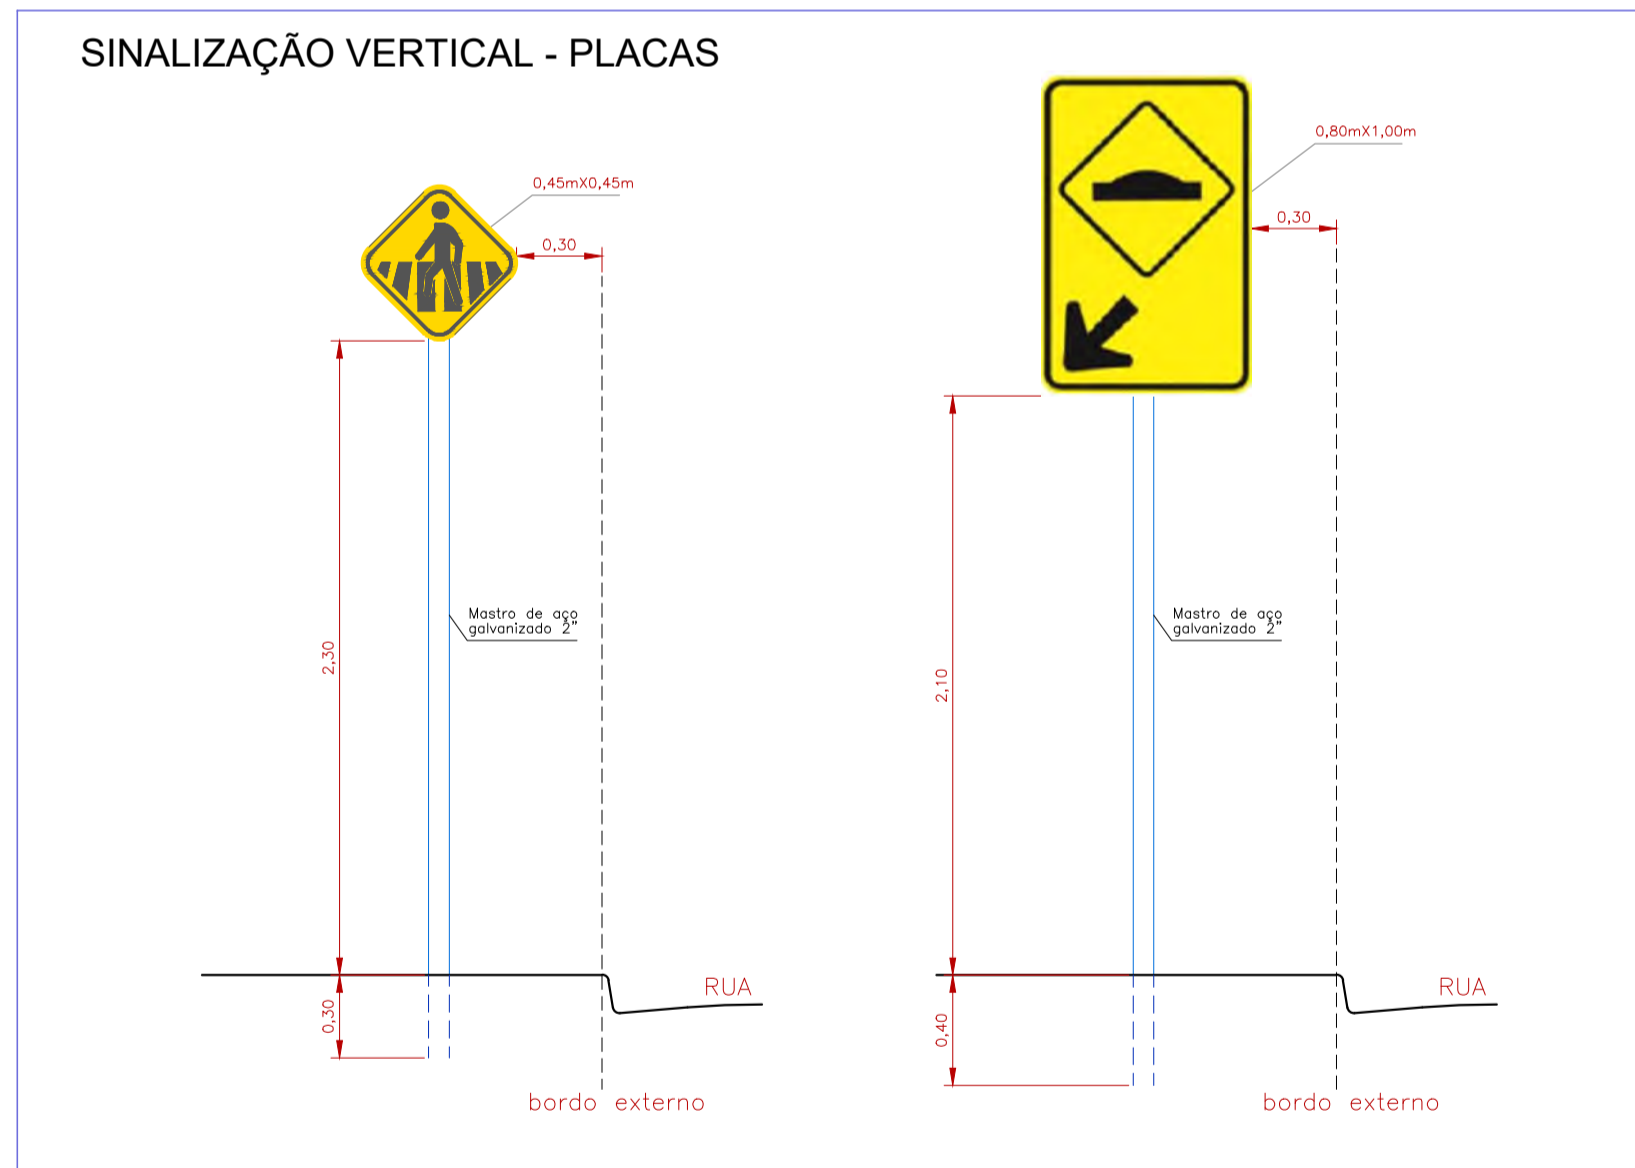 SINALIZAÇÃO VERTICAL - PLACAS
0,45mX0,45m
0,30
2,30
Mastro de aço
galvanizado 2"
0,30
RUA
bordo externo
0,80mX1,00m
0,30
2,10
Mastro de aço
galvanizado 2"
0,40
RUA
bordo externo